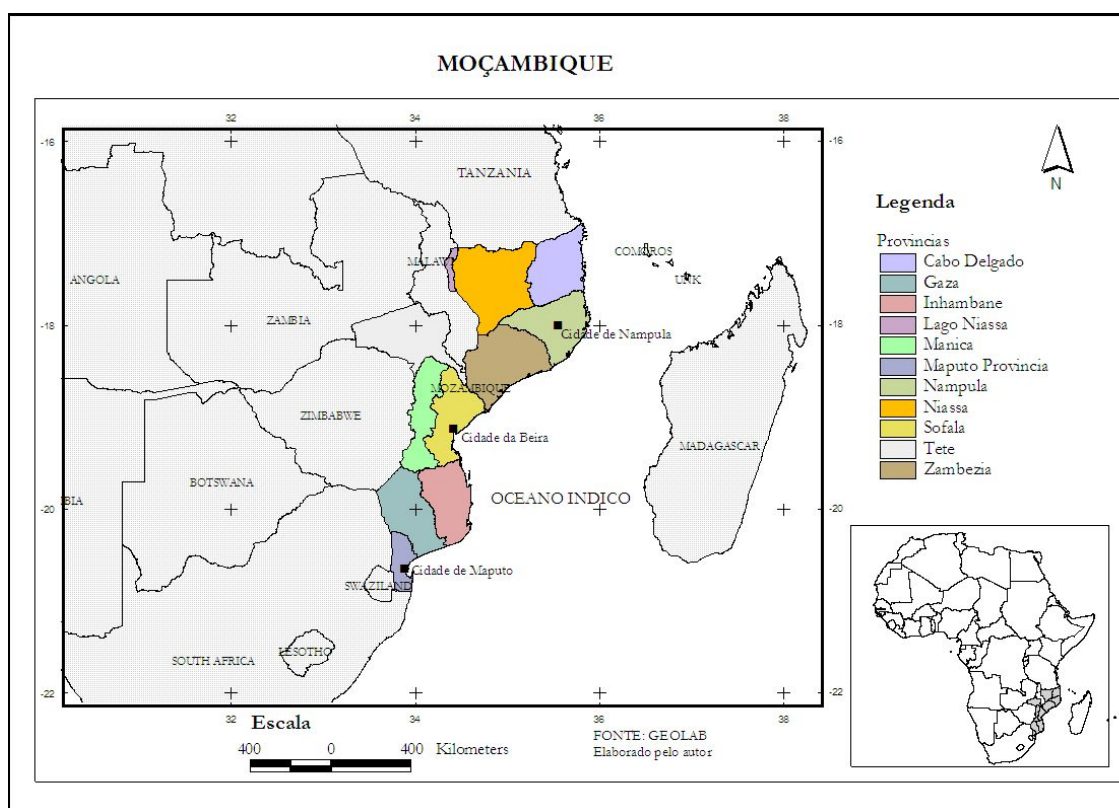 MOÇAMBIQUE
32
34
36
38
-16
-16
TANZANIA
COMOROS
MALAW
UNK
ANGOLA
ZAMBIA
-18
-18
Cidade de Nampula
MOZAMBIQUE
ZIMBABWE
Cidade da Beira
MADAGASCAR
BOTSWANA
IBIA
OCEANO INDICO
-20
-20
Cidade de Maputo
SWAZILAND
LESOTHO
SOUTH AFRICA
-22
-22
32
34
36
38
N
Legenda
Provincias
Cabo Delgado
Gaza
Inhambane
Lago Niassa
Manica
Maputo Provincia
Nampula
Niassa
Sofala
Tete
Zambezia
Escala
400 0 400 Kilometers
FONTE: GEOLAB
Elaborado pelo autor